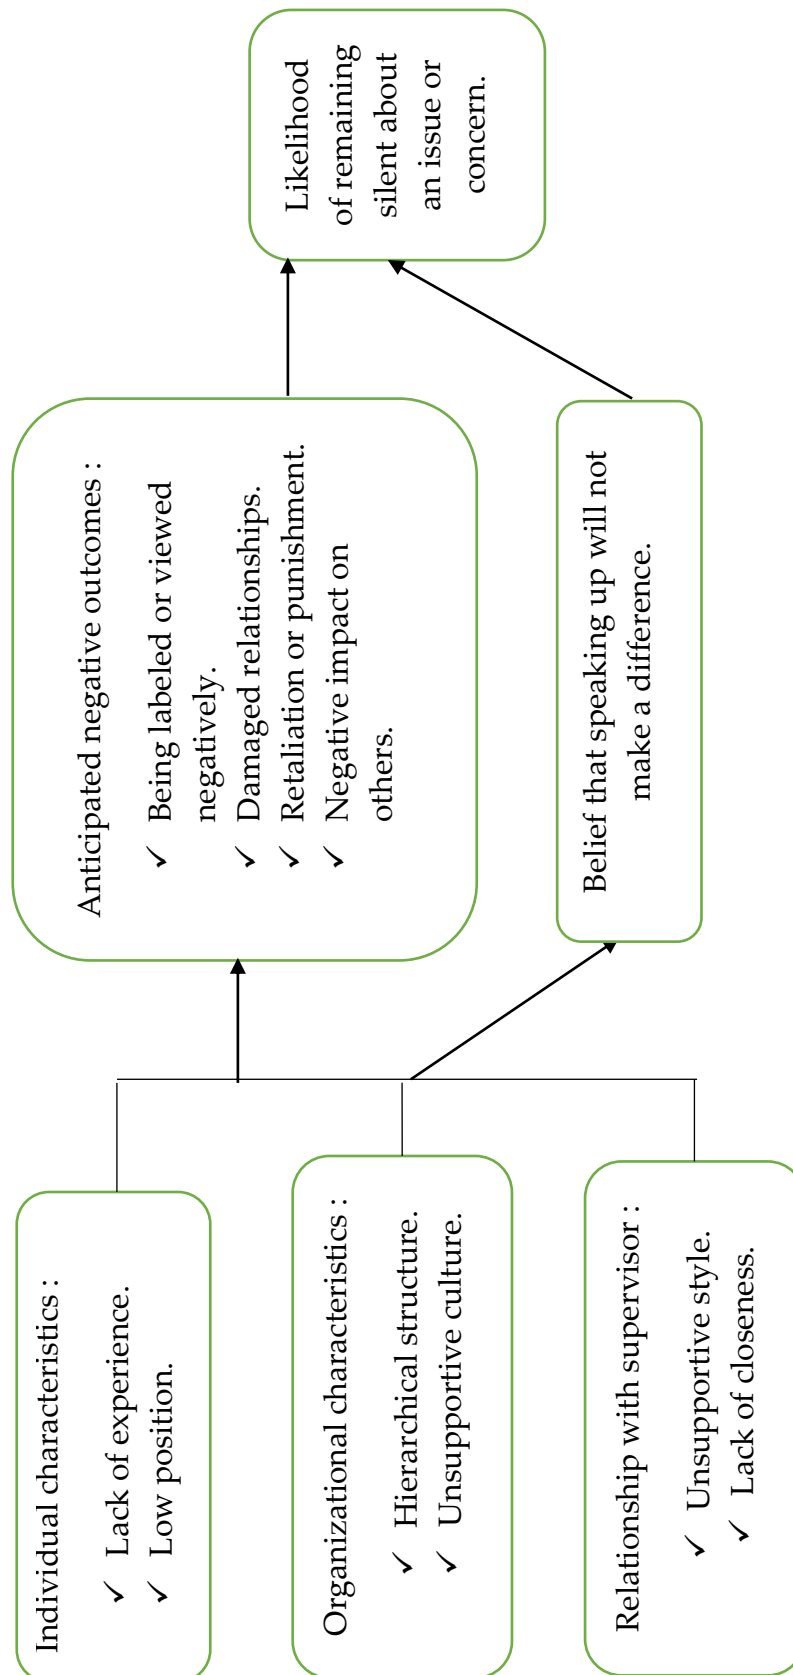 Individual characteristics :
✓ Lack of experience.
✓ Low position.
Organizational characteristics :
✓ Hierarchical structure.
✓ Unsupportive culture.
Relationship with supervisor :
✓ Unsupportive style.
✓ Lack of closeness.
Anticipated negative outcomes :
✓ Being labeled or viewed
negatively.
✓ Damaged relationships.
✓ Retaliation or punishment.
✓ Negative impact on
others.
Belief that speaking up will not
make a difference.
Likelihood
of remaining
silent about
an issue or
concern.